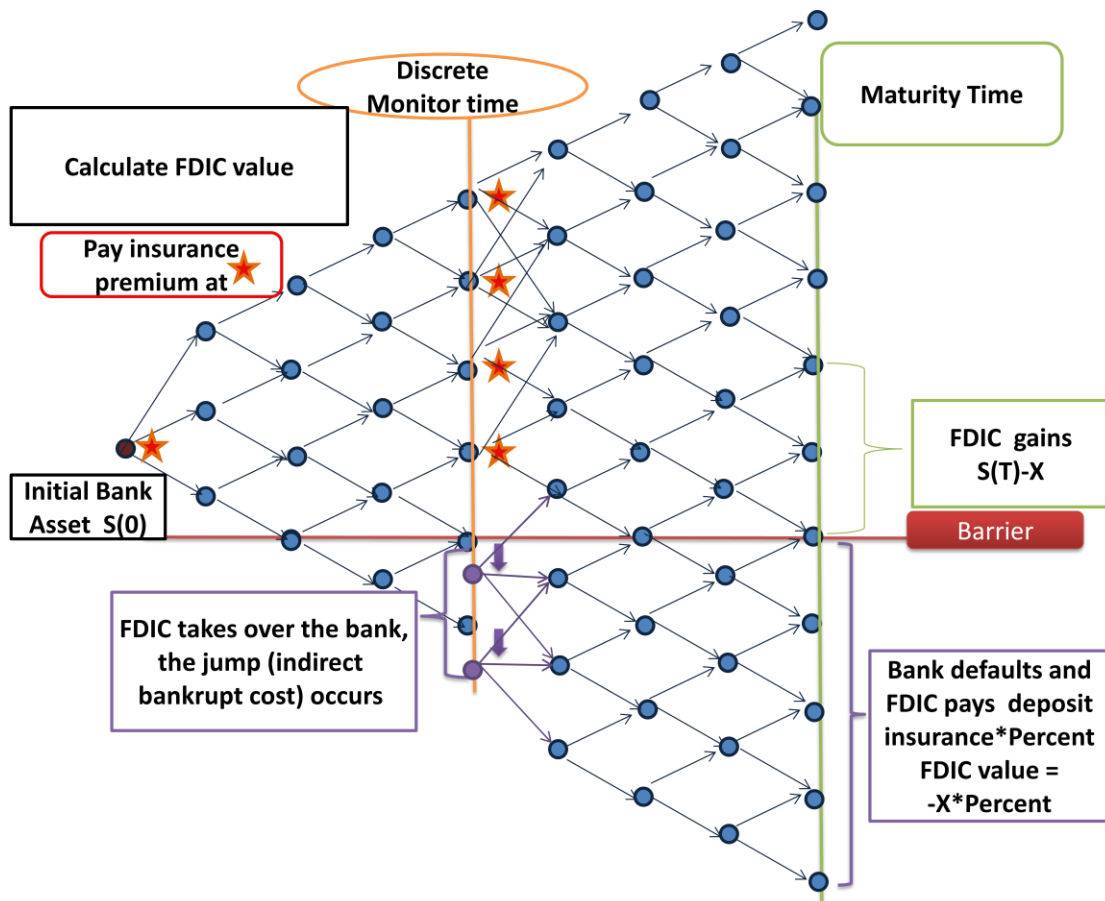 Discrete
Monitor time
Maturity Time
Calculate FDIC value
Pay insurance
premium at
Initial Bank
Asset S(0)
FDIC gains
S(T)-X
Barrier
FDIC takes over the bank,
the jump (indirect
bankrupt cost) occurs
Bank defaults and
FDIC pays deposit
insurance*Percent
FDIC value =
-X*Percent